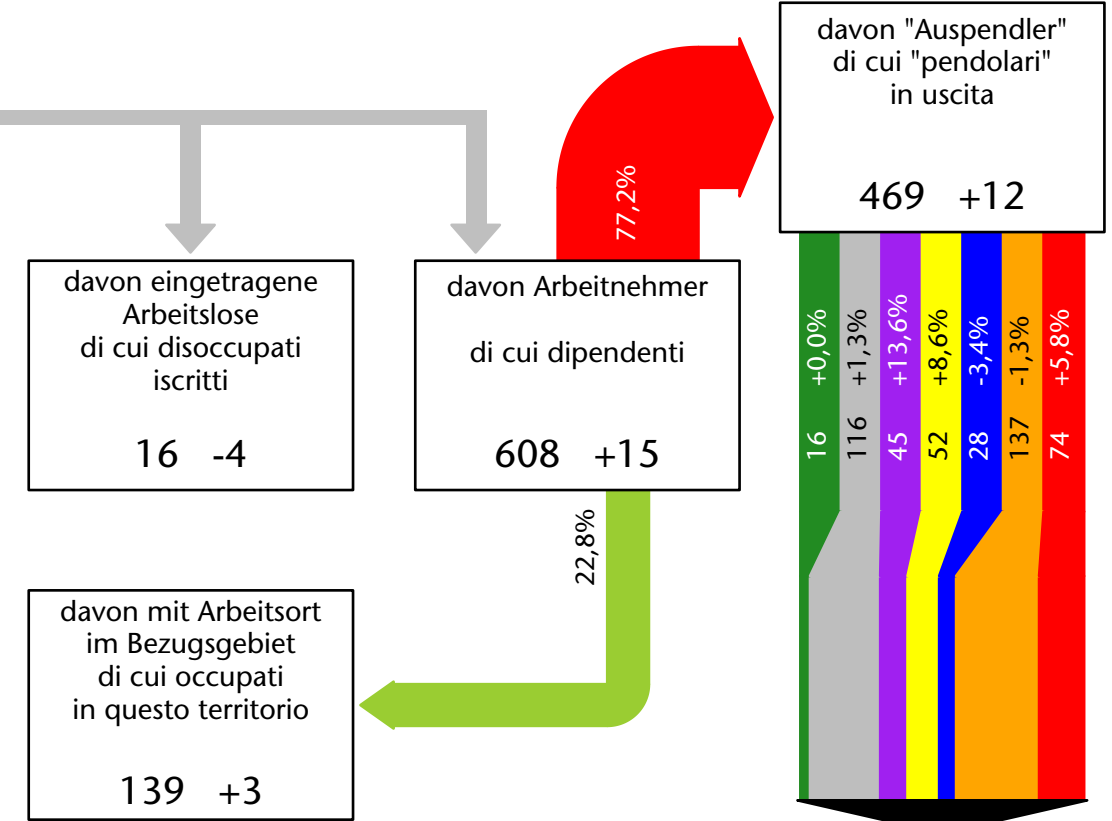 davon "Auspendler"
di cui "pendolari"
in uscita
469 +12
77,2%
davon eingetragene
Arbeitslose
di cui disoccupati
iscritti
16 -4
davon Arbeitnehmer
di cui dipendenti
608 +15
16 +0,0%
116 +1,3%
45 +13,6%
52 +8,6%
28 -3,4%
137 -1,3%
74 +5,8%
22,8%
davon mit Arbeitsort
im Bezugsgebiet
di cui occupati
in questo territorio
139 +3